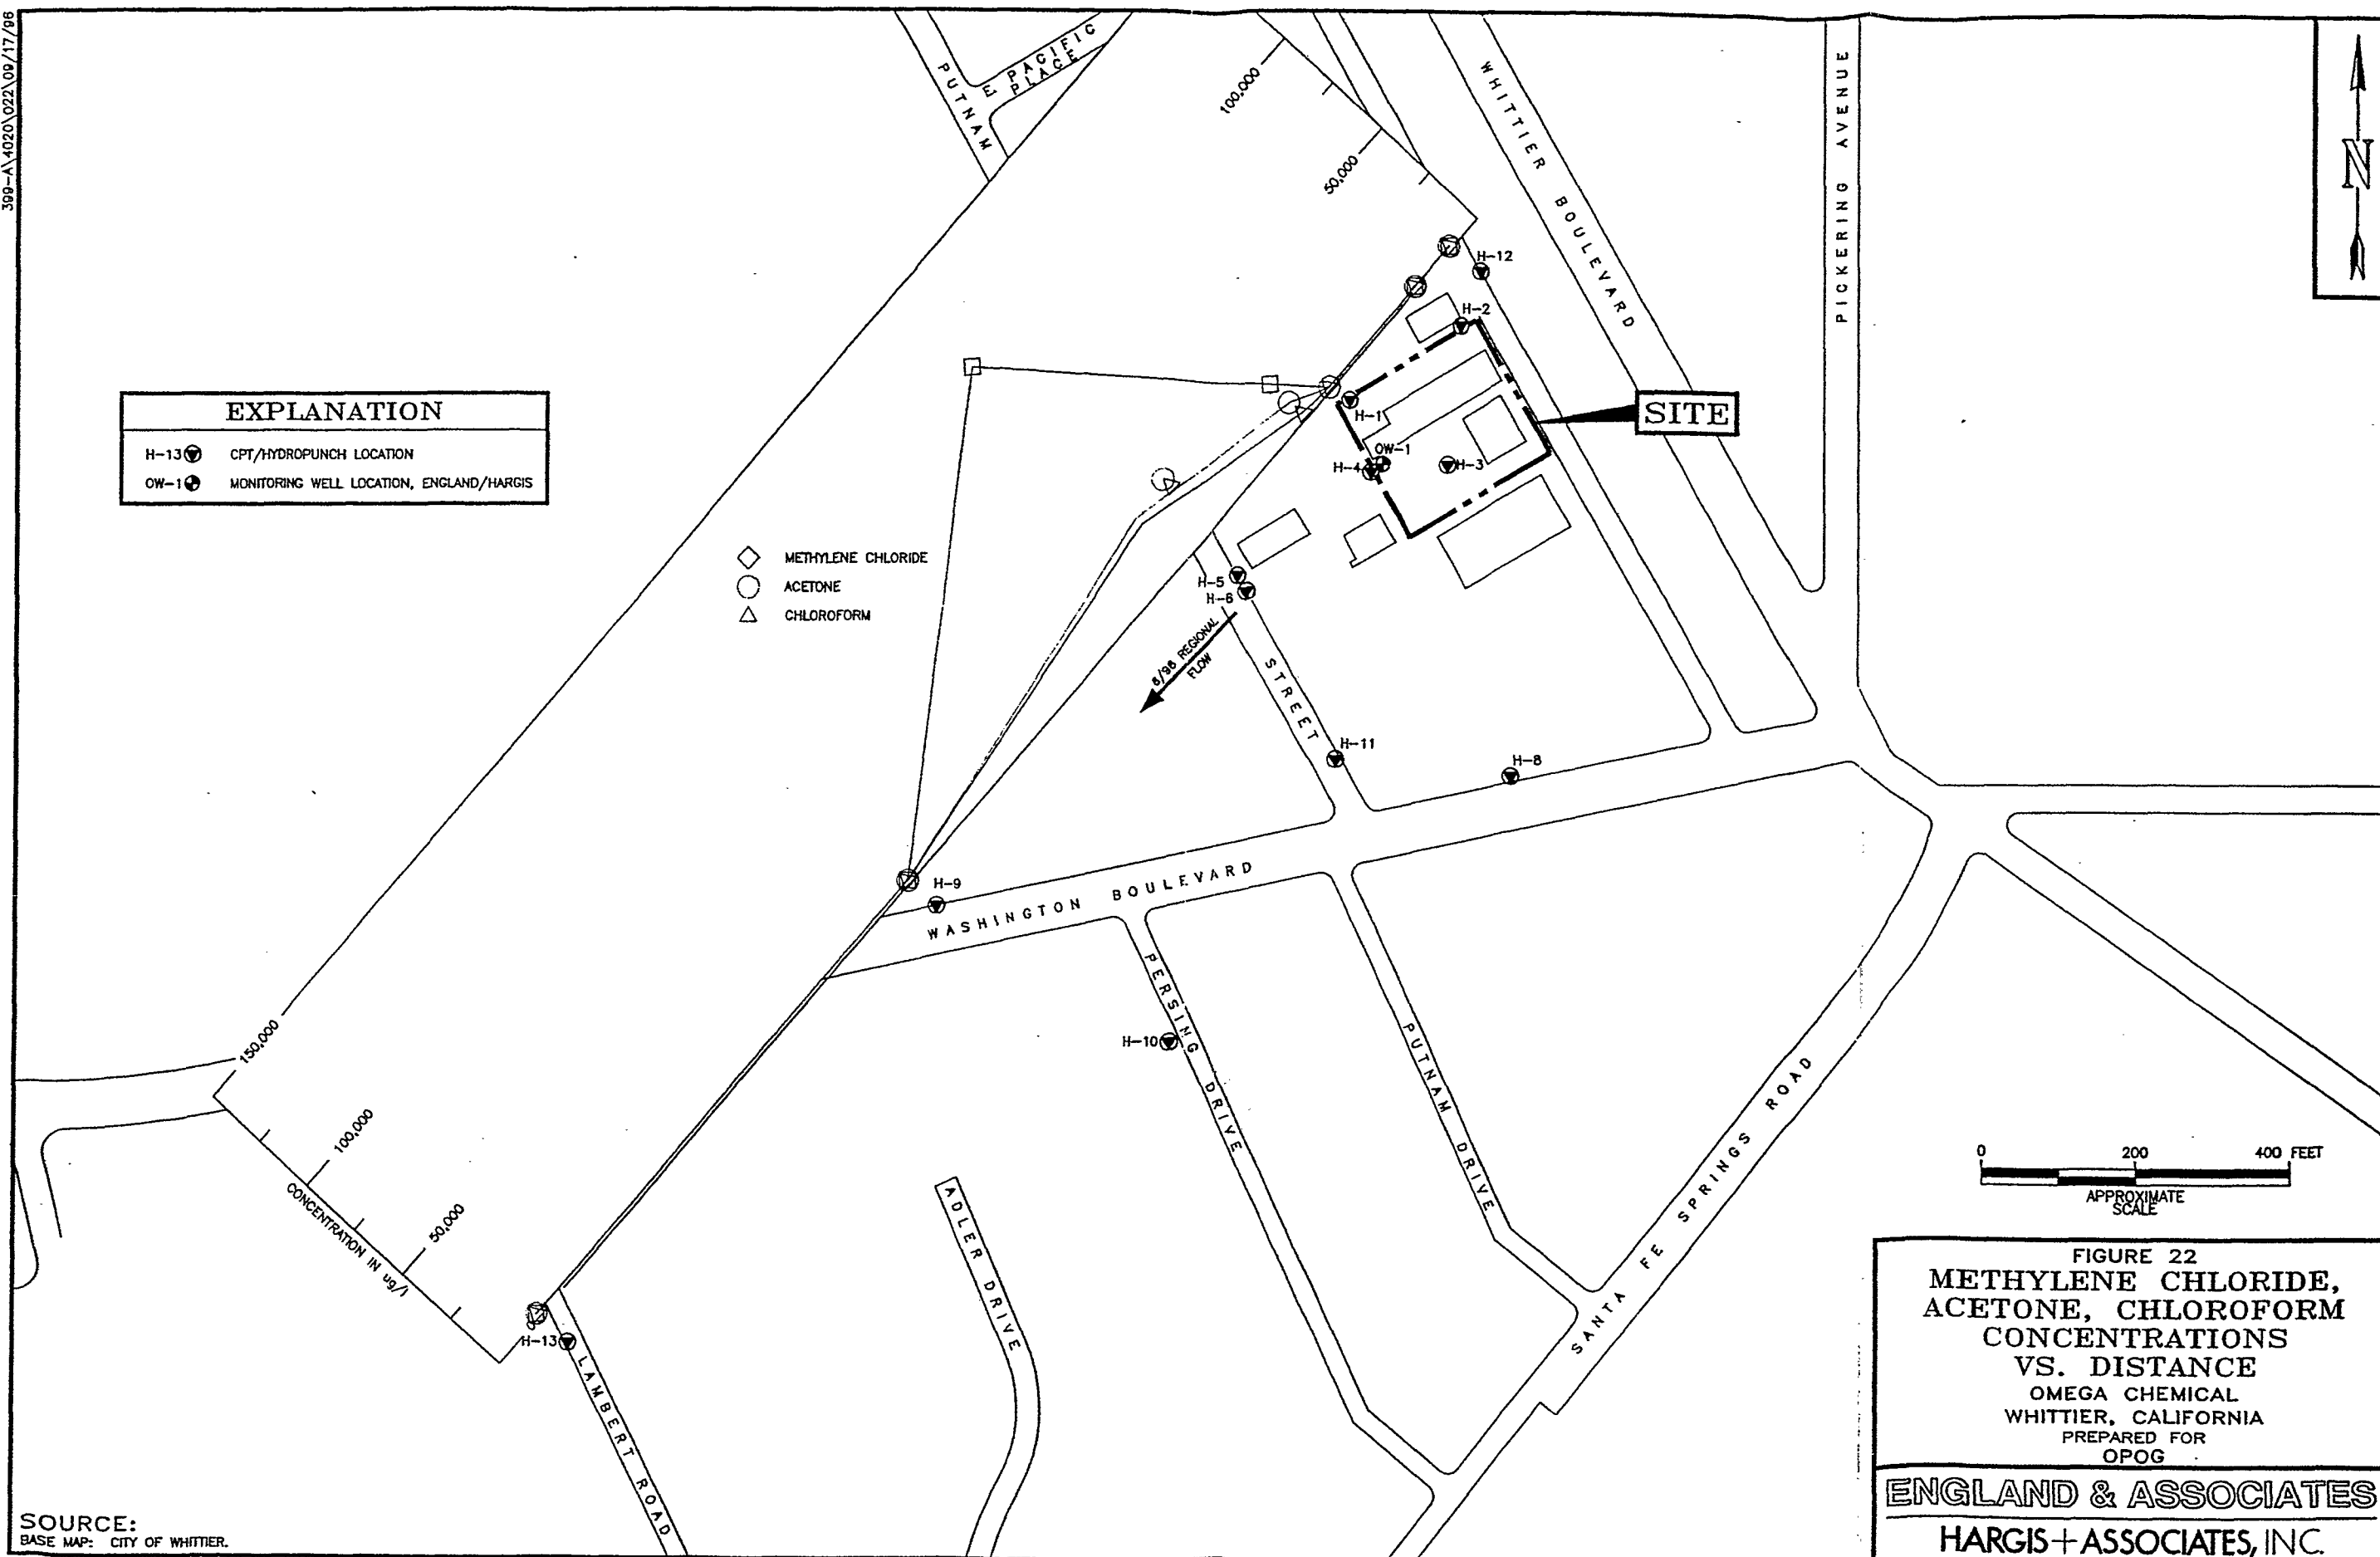 399-A\4020\022\09/17/96
PUTNAM
E PACIFIC
PLACE
100,000
50,000
WHITTIER BOULEVARD
PICKERING AVENUE
N
H-12
H-2
SITE
H-1
OW-1
H-4
H-3
EXPLANATION
H-13 CPT/HYDROPUNCH LOCATION
OW-1 MONITORING WELL LOCATION, ENGLAND/HARGIS
METHYLENE CHLORIDE
ACETONE
CHLOROFORM
H-5
H-6
REGIONAL
FLOW
STREET
H-11
H-8
H-9
WASHINGTON BOULEVARD
PERSING DRIVE
H-10
PUTNAM DRIVE
SANTA FE SPRINGS ROAD
150,000
100,000
50,000
CONCENTRATION IN ug/l
0
H-13
LAMBERT ROAD
ADLER DRIVE
0 200 400 FEET
APPROXIMATE
SCALE
FIGURE 22
METHYLENE CHLORIDE,
ACETONE, CHLOROFORM
CONCENTRATIONS
VS. DISTANCE
OMEGA CHEMICAL
WHITTIER, CALIFORNIA
PREPARED FOR
OPOG
ENGLAND & ASSOCIATES
HARGIS+ASSOCIATES, INC.
SOURCE:
BASE MAP: CITY OF WHITTIER.